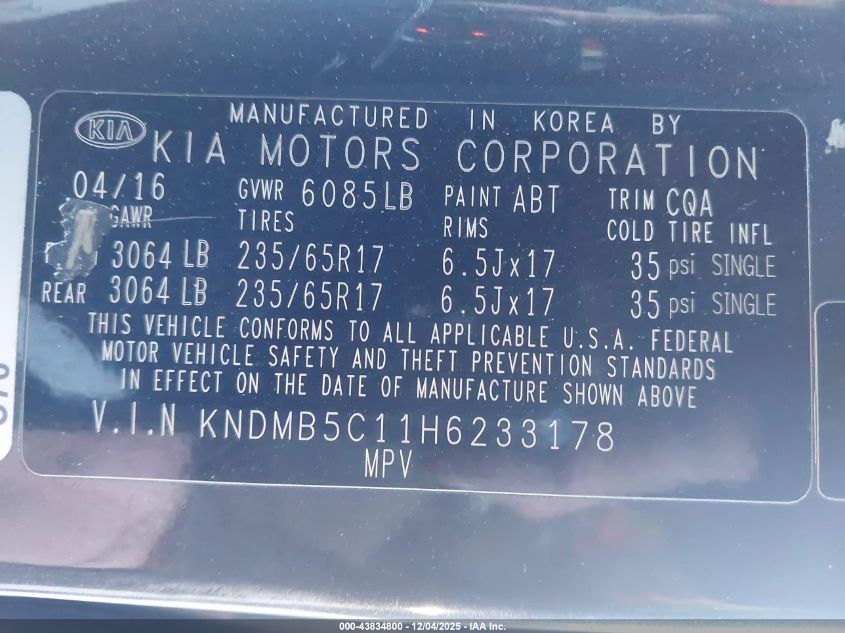 MANUFACTURED IN KOREA BY
KIA KIA MOTORS CORPORATION
04/16 GVWR 6085LB PAINT ABT TRIM CQA
GAWR TIRES RIMS COLD TIRE INFL
3064 LB 235/65R17 6.5Jx17 35 psi SINGLE
REAR 3064 LB 235/65R17 6.5Jx17 35 psi SINGLE
THIS VEHICLE CONFORMS TO ALL APPLICABLE U.S.A. FEDERAL
MOTOR VEHICLE SAFETY AND THEFT PREVENTION STANDARDS
IN EFFECT ON THE DATE OF MANUFACTURE SHOWN ABOVE
V.I.N KNDMB5C11H6233178
MPV
000-43834800 - 12/04/2025 - IAA Inc.